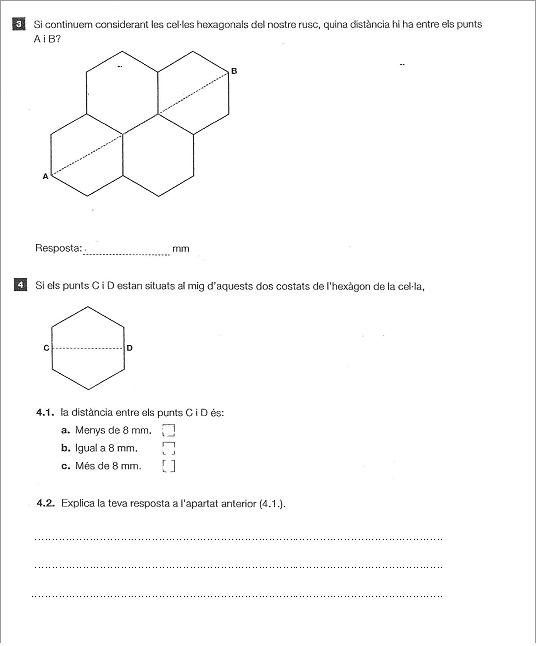 3 Si continuem considerant les cel·les hexagonals del nostre rusc, quina distància hi ha entre els punts
A i B?
B
A
Resposta: mm
4 Si els punts C i D estan situats al mig d'aquests dos costats de l'hexàgon de la cel·la,
C D
4.1. la distància entre els punts C i D és:
a. Menys de 8 mm.
b. Igual a 8 mm.
c. Més de 8 mm.
4.2. Explica la teva resposta a l'apartat anterior (4.1.).